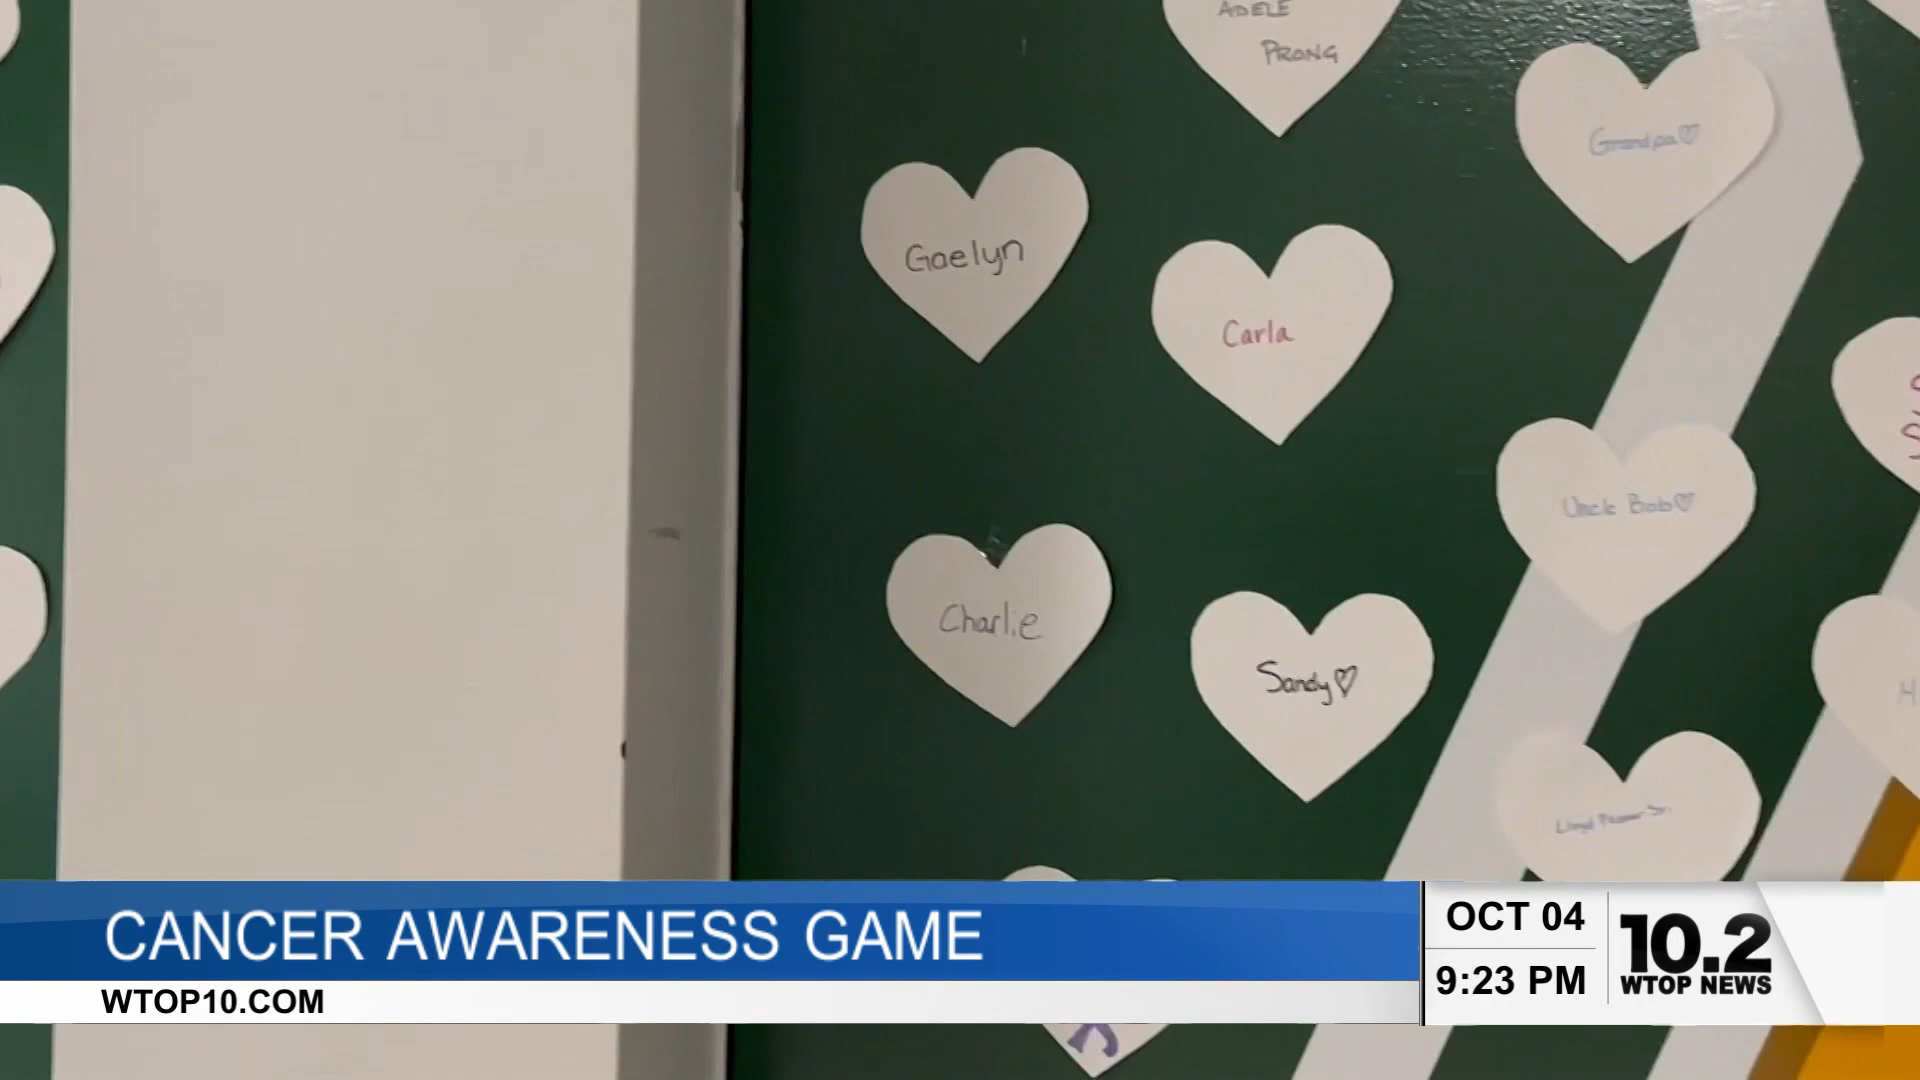 ADELE
PRONG
Grandpa♡
Gaelyn
Carla
Uncle Bob♡
Charlie
Sandy♡
Lloyd
CANCER AWARENESS GAME
WTOP10.COM
OCT 04
9:23 PM
10.2
WTOP NEWS